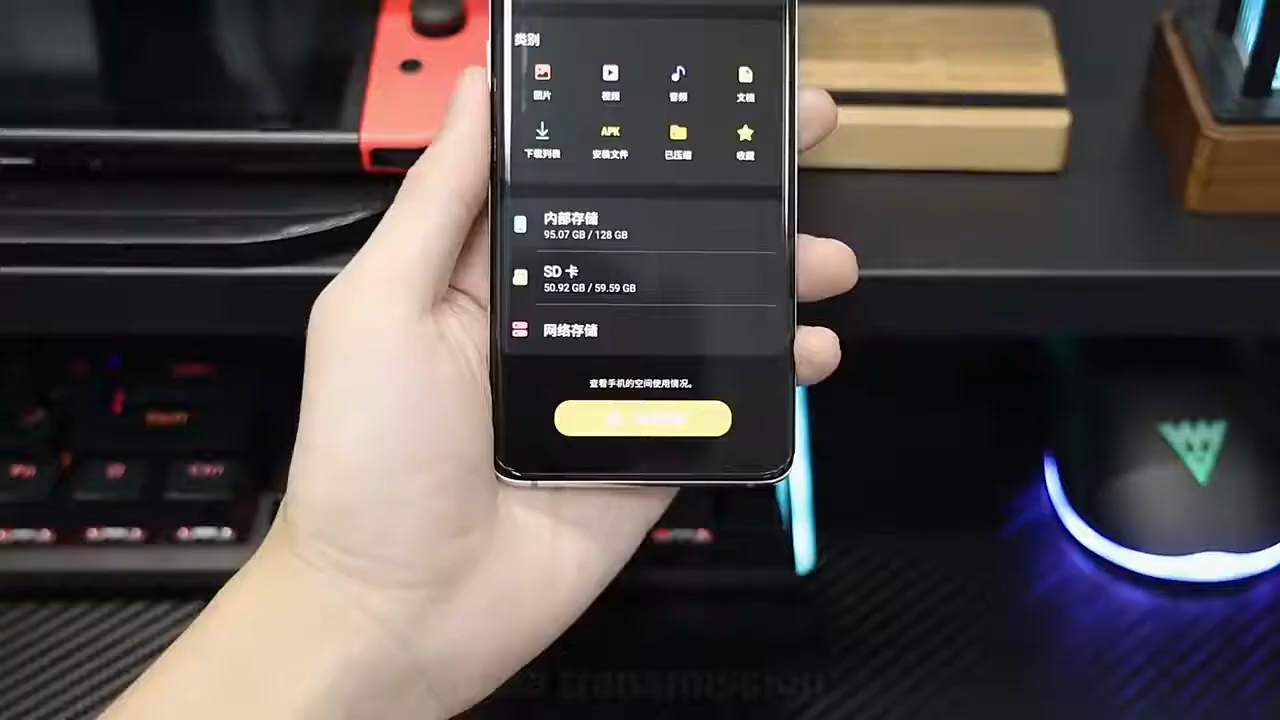 类别
图片 视频 音频 文档
APK
下载列表 安装文件 已压缩 收藏
内部存储
95.07 GB / 128 GB
SD 卡
50.92 GB / 59.59 GB
网络存储
查看手机的空间使用情况。